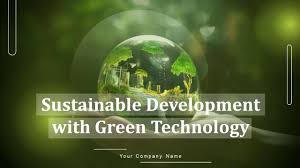 Sustainable Development
with Green Technology
Your Company Name